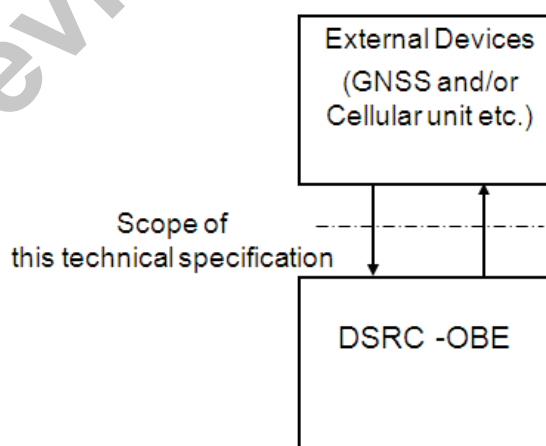 External Devices
(GNSS and/or
Cellular unit etc.)
Scope of
this technical specification
DSRC -OBE